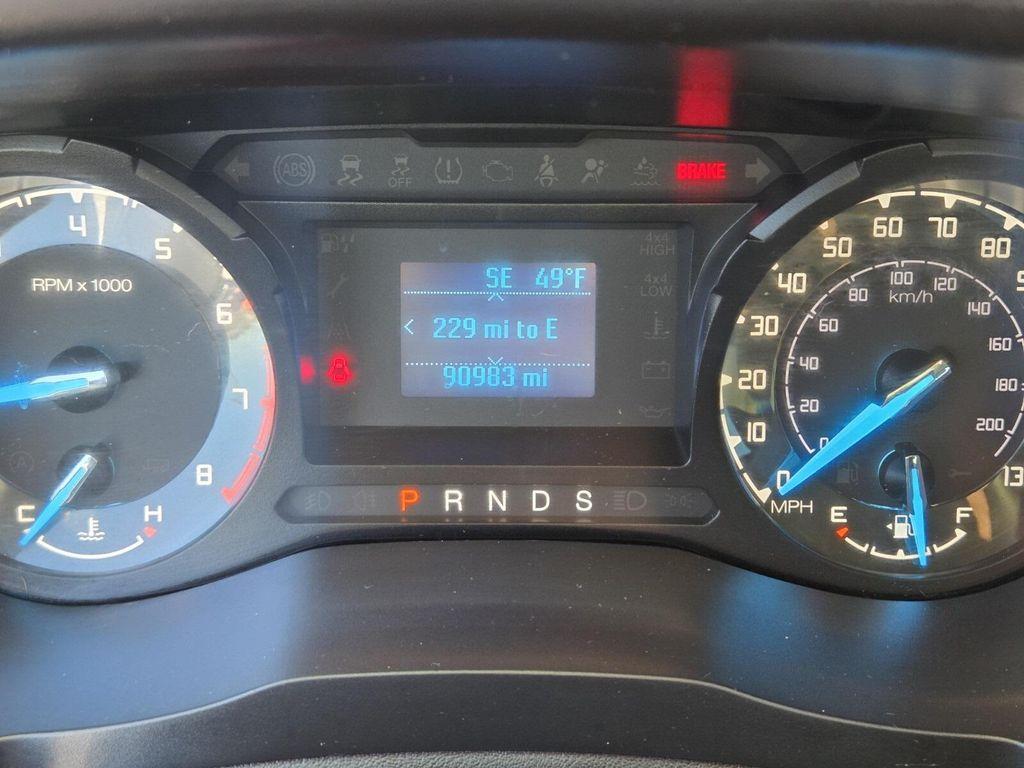 ABS
OFF
BRAKE
4
5
6
7
8
RPM x 1000
C
H
4x4
HIGH
4x4
LOW
SE 49°F
< 229 mi to E
90983 mi
P R N D S
0
10
20
30
40
50
60
70
80
13
MPH
0
20
40
60
80
100
120
140
160
180
200
km/h
E
F